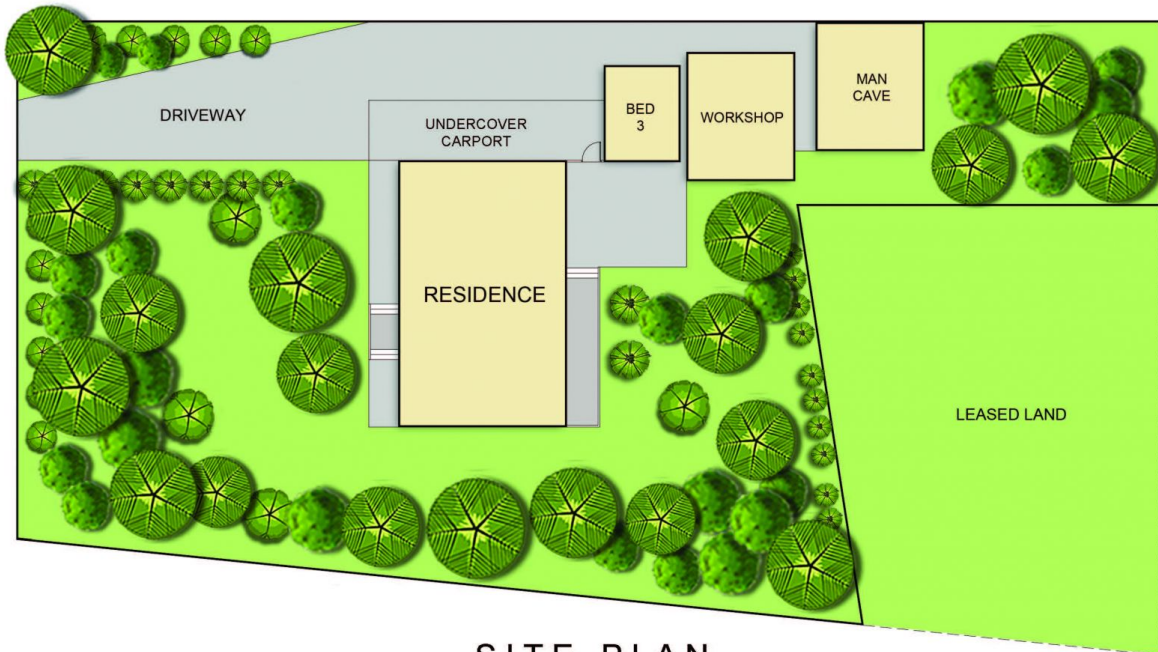 DRIVEWAY
UNDERCOVER
CARPORT
BED
3
WORKSHOP
MAN
CAVE
RESIDENCE
LEASED LAND
SITE PLAN